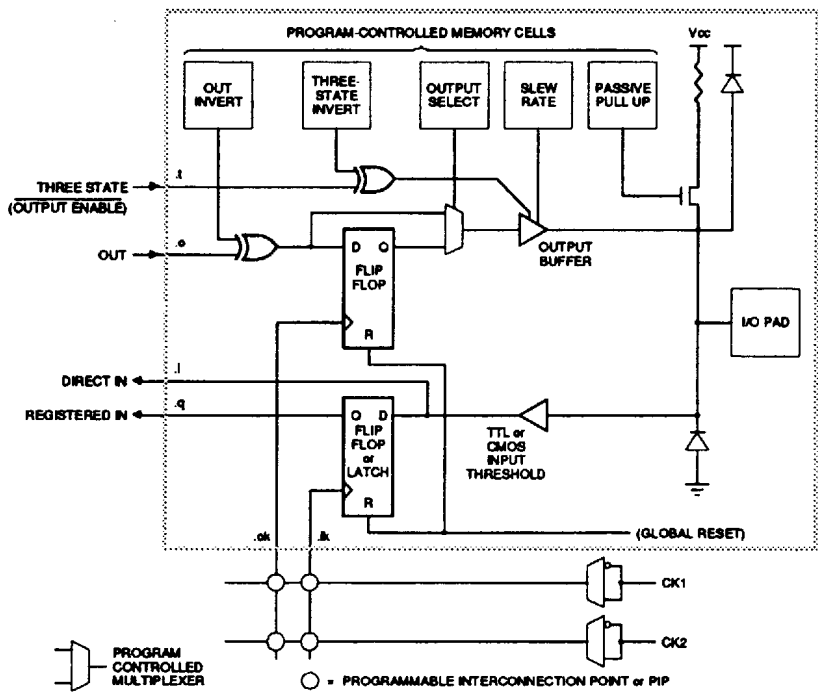 PROGRAM-CONTROLLED MEMORY CELLS
Vcc
OUT
INVERT
THREE-
STATE
INVERT
OUTPUT
SELECT
SLEW
RATE
PASSIVE
PULL UP
THREE STATE
(OUTPUT ENABLE)
.t
OUT
.o
D O
FLIP
FLOP
R
OUTPUT
BUFFER
I/O PAD
DIRECT IN
.i
REGISTERED IN
.q
O D
FLIP
FLOP
or
LATCH
R
TTL or
CMOS
INPUT
THRESHOLD
.ok
.ik
(GLOBAL RESET)
CK1
CK2
PROGRAM
CONTROLLED
MULTIPLEXER
= PROGRAMMABLE INTERCONNECTION POINT or PIP